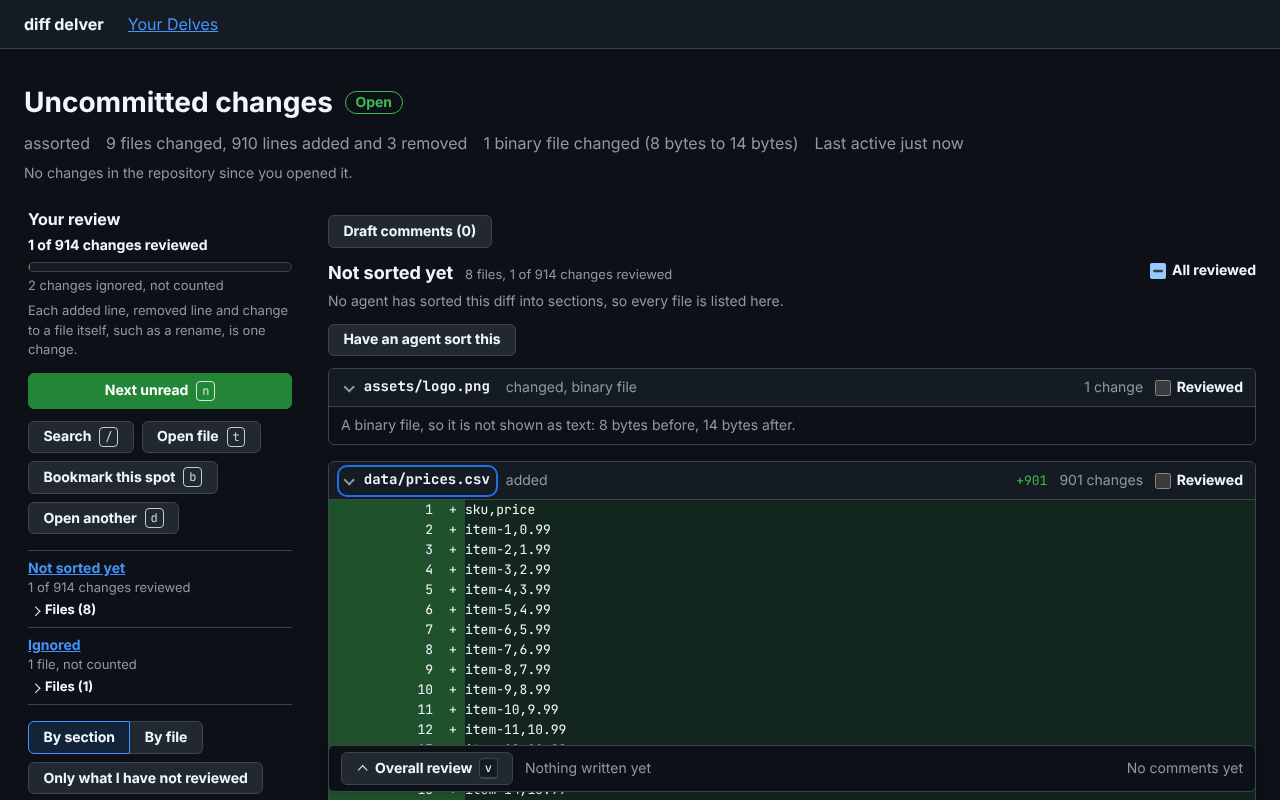 diff delver Your Delves
Uncommitted changes Open
assorted 9 files changed, 910 lines added and 3 removed 1 binary file changed (8 bytes to 14 bytes) Last active just now
No changes in the repository since you opened it.
Your review
1 of 914 changes reviewed
2 changes ignored, not counted
Each added line, removed line and change
to a file itself, such as a rename, is one
change.
Next unread n
Search /
Open file t
Bookmark this spot b
Open another d
Not sorted yet
1 of 914 changes reviewed
Files (8)
Ignored
1 file, not counted
Files (1)
By section By file
Only what I have not reviewed
Draft comments (0)
Not sorted yet 8 files, 1 of 914 changes reviewed All reviewed
No agent has sorted this diff into sections, so every file is listed here.
Have an agent sort this
assets/logo.png changed, binary file 1 change Reviewed
A binary file, so it is not shown as text: 8 bytes before, 14 bytes after.
data/prices.csv added +901 901 changes Reviewed
1 + sku,price
2 + item-1,0.99
3 + item-2,1.99
4 + item-3,2.99
5 + item-4,3.99
6 + item-5,4.99
7 + item-6,5.99
8 + item-7,6.99
9 + item-8,7.99
10 + item-9,8.99
11 + item-10,9.99
12 + item-11,10.99
Overall review v Nothing written yet No comments yet